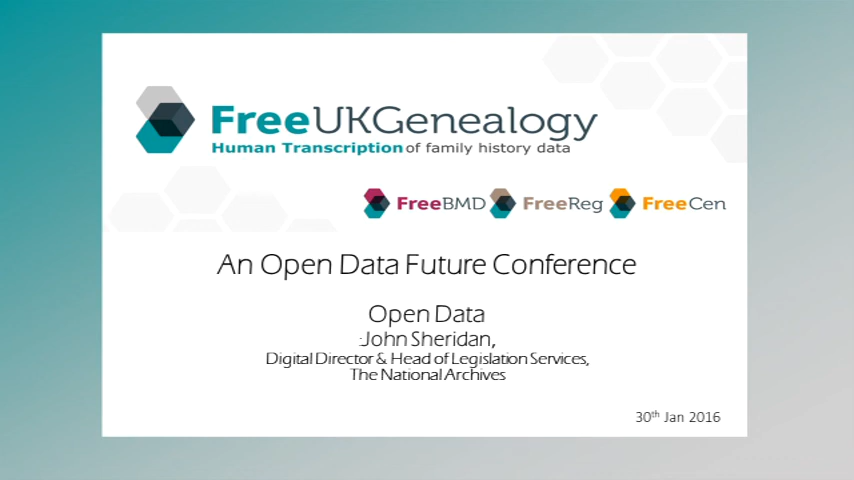 FreeUKGenealogy
Human Transcription of family history data
FreeBMD FreeReg FreeCen
An Open Data Future Conference
Open Data
:John Sheridan,
Digital Director & Head of Legislation Services,
The National Archives
30th Jan 2016